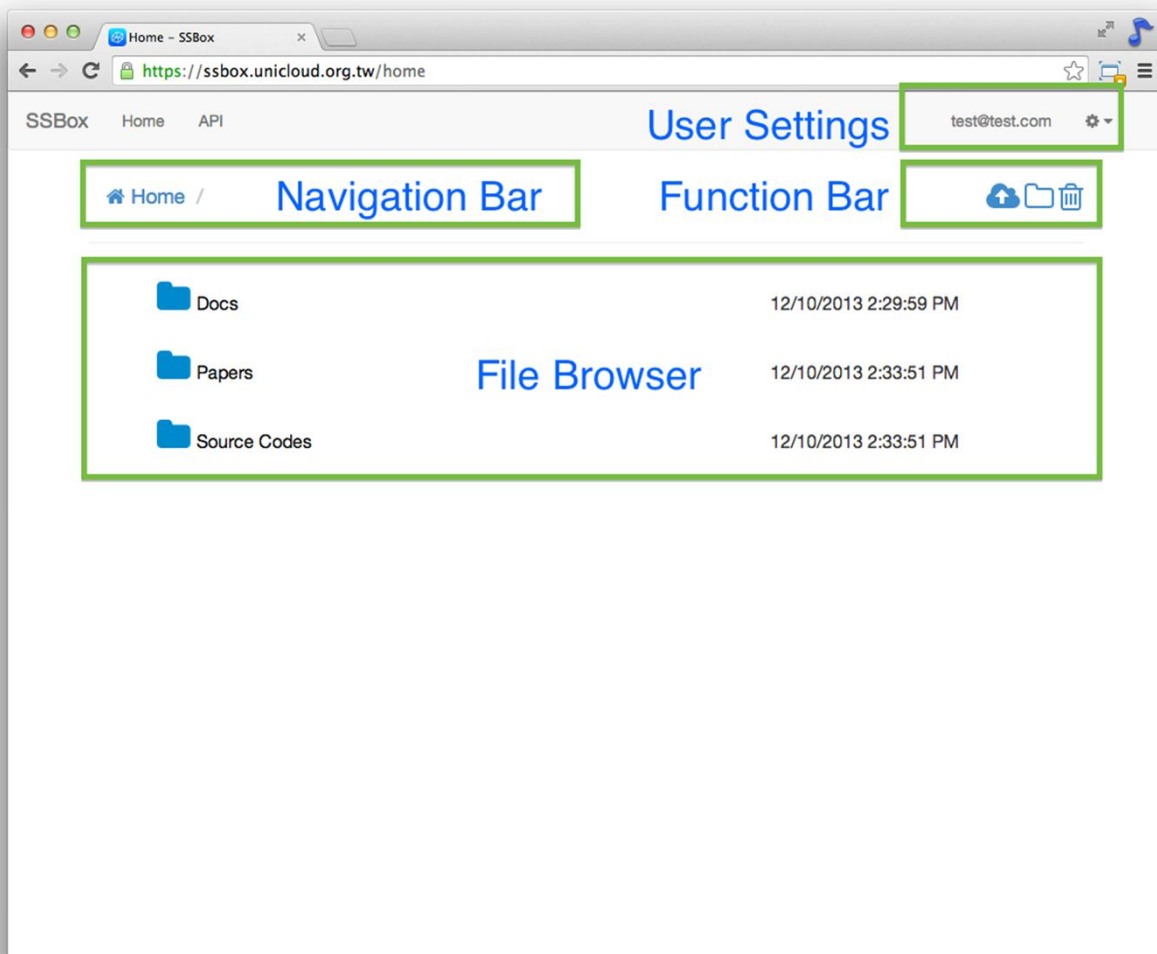 Home – SSBox
https://ssbox.unicloud.org.tw/home
SSBox Home API User Settings test@test.com
Home / Navigation Bar Function Bar
Docs 12/10/2013 2:29:59 PM
Papers File Browser 12/10/2013 2:33:51 PM
Source Codes 12/10/2013 2:33:51 PM